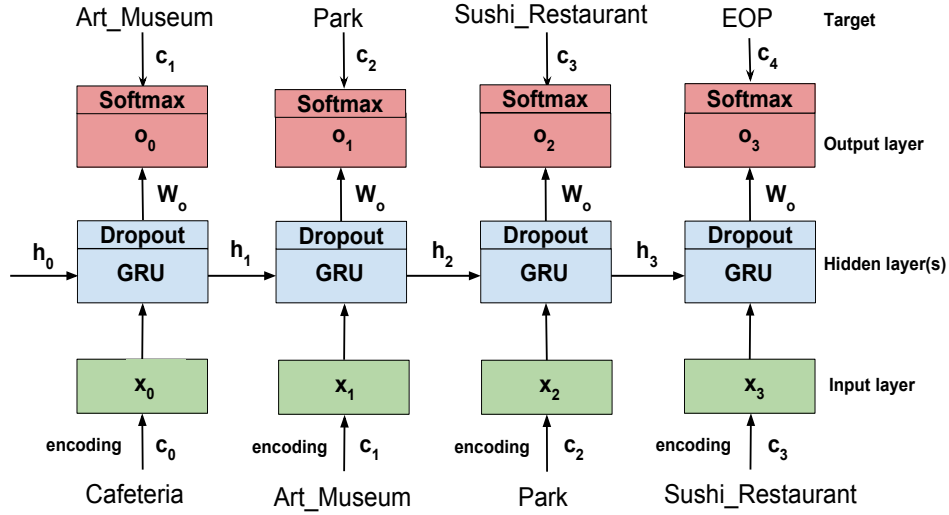 Art_Museum Park Sushi_Restaurant EOP Target
c1 c2 c3 c4
Softmax Softmax Softmax Softmax
o0 o1 o2 o3 Output layer
Wo Wo Wo Wo
Dropout Dropout Dropout Dropout
h0 h1 h2 h3
GRU GRU GRU GRU Hidden layer(s)
x0 x1 x2 x3 Input layer
encoding c0 encoding c1 encoding c2 encoding c3
Cafeteria Art_Museum Park Sushi_Restaurant